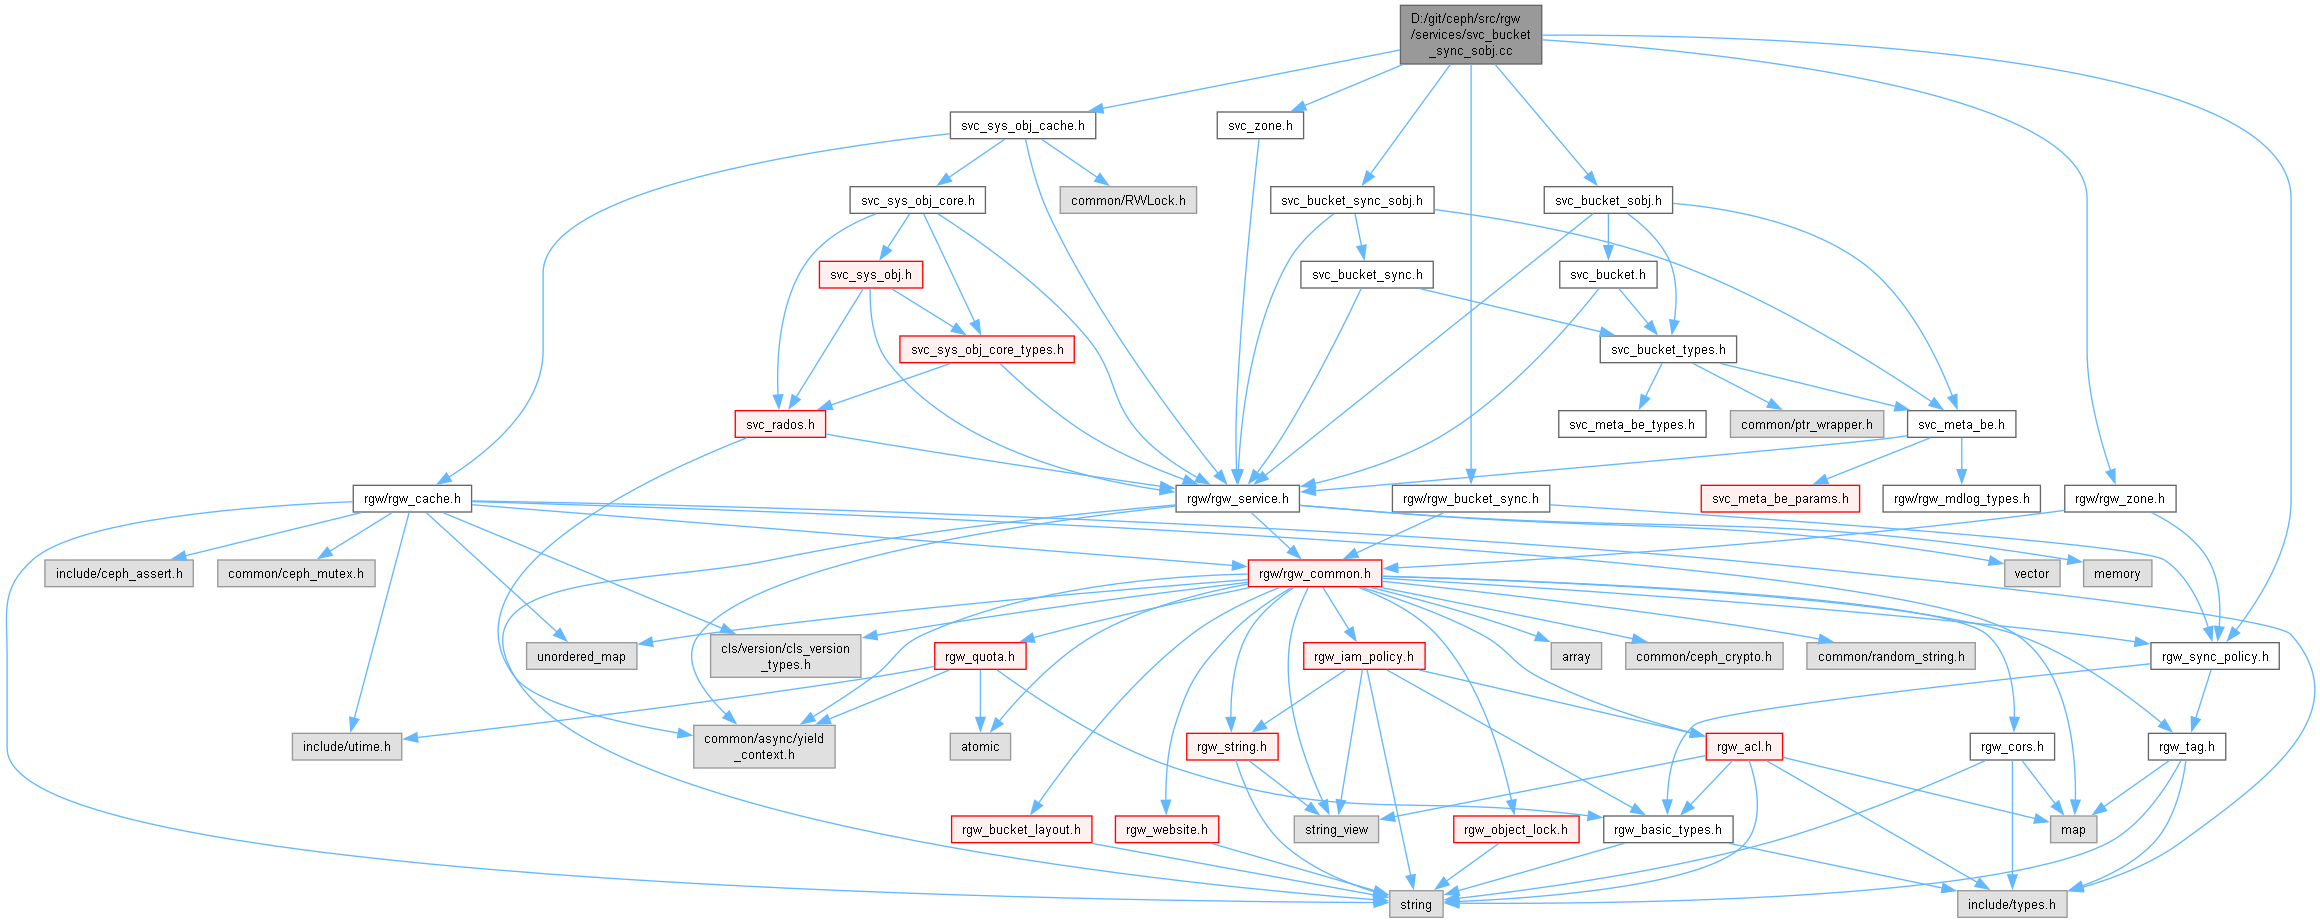 D:/git/ceph/src/rgw
/services/svc_bucket
_sync_sobj.cc
svc_sys_obj_cache.h
svc_zone.h
svc_sys_obj_core.h
common/RWLock.h
svc_bucket_sync_sobj.h
svc_bucket_sobj.h
svc_sys_obj.h
svc_bucket_sync.h
svc_bucket.h
svc_sys_obj_core_types.h
svc_bucket_types.h
svc_rados.h
svc_meta_be_types.h
common/ptr_wrapper.h
svc_meta_be.h
rgw/rgw_cache.h
rgw/rgw_service.h
rgw/rgw_bucket_sync.h
svc_meta_be_params.h
rgw/rgw_mdlog_types.h
rgw/rgw_zone.h
include/ceph_assert.h
common/ceph_mutex.h
rgw/rgw_common.h
vector
memory
unordered_map
cls/version/cls_version
_types.h
rgw_quota.h
rgw_iam_policy.h
array
common/ceph_crypto.h
common/random_string.h
rgw_sync_policy.h
include/utime.h
common/async/yield
_context.h
atomic
rgw_string.h
rgw_acl.h
rgw_cors.h
rgw_tag.h
rgw_bucket_layout.h
rgw_website.h
string_view
rgw_object_lock.h
rgw_basic_types.h
map
string
include/types.h